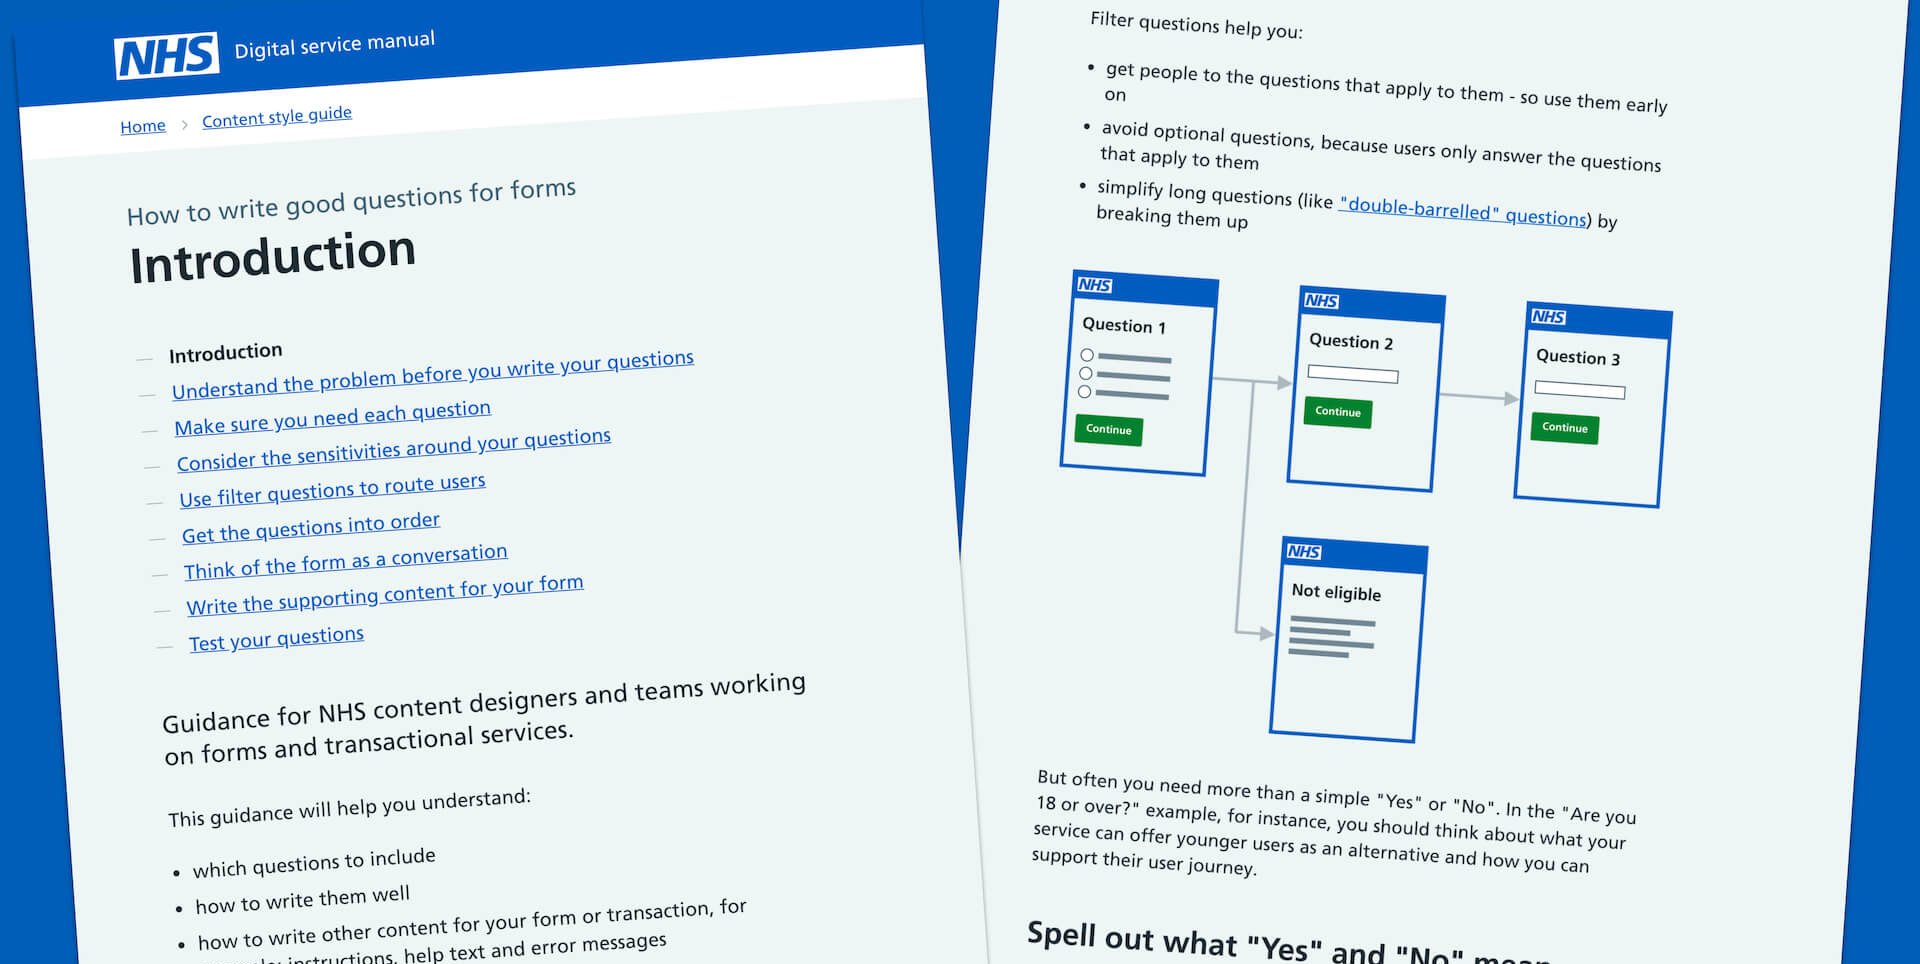 NHS Digital service manual
Home > Content style guide
How to write good questions for forms
Introduction
— Introduction
— Understand the problem before you write your questions
— Make sure you need each question
— Consider the sensitivities around your questions
— Use filter questions to route users
— Get the questions into order
— Think of the form as a conversation
— Write the supporting content for your form
— Test your questions
Guidance for NHS content designers and teams working
on forms and transactional services.
This guidance will help you understand:
• which questions to include
• how to write them well
• how to write other content for your form or transaction, for
instructions, help text and error messages
Filter questions help you:
• get people to the questions that apply to them - so use them early
on
• avoid optional questions, because users only answer the questions
that apply to them
• simplify long questions (like "double-barrelled" questions) by
breaking them up
NHS
Question 1
Continue
NHS
Question 2
Continue
NHS
Question 3
Continue
NHS
Not eligible
But often you need more than a simple "Yes" or "No". In the "Are you
18 or over?" example, for instance, you should think about what your
service can offer younger users as an alternative and how you can
support their user journey.
Spell out what "Yes" and "No"